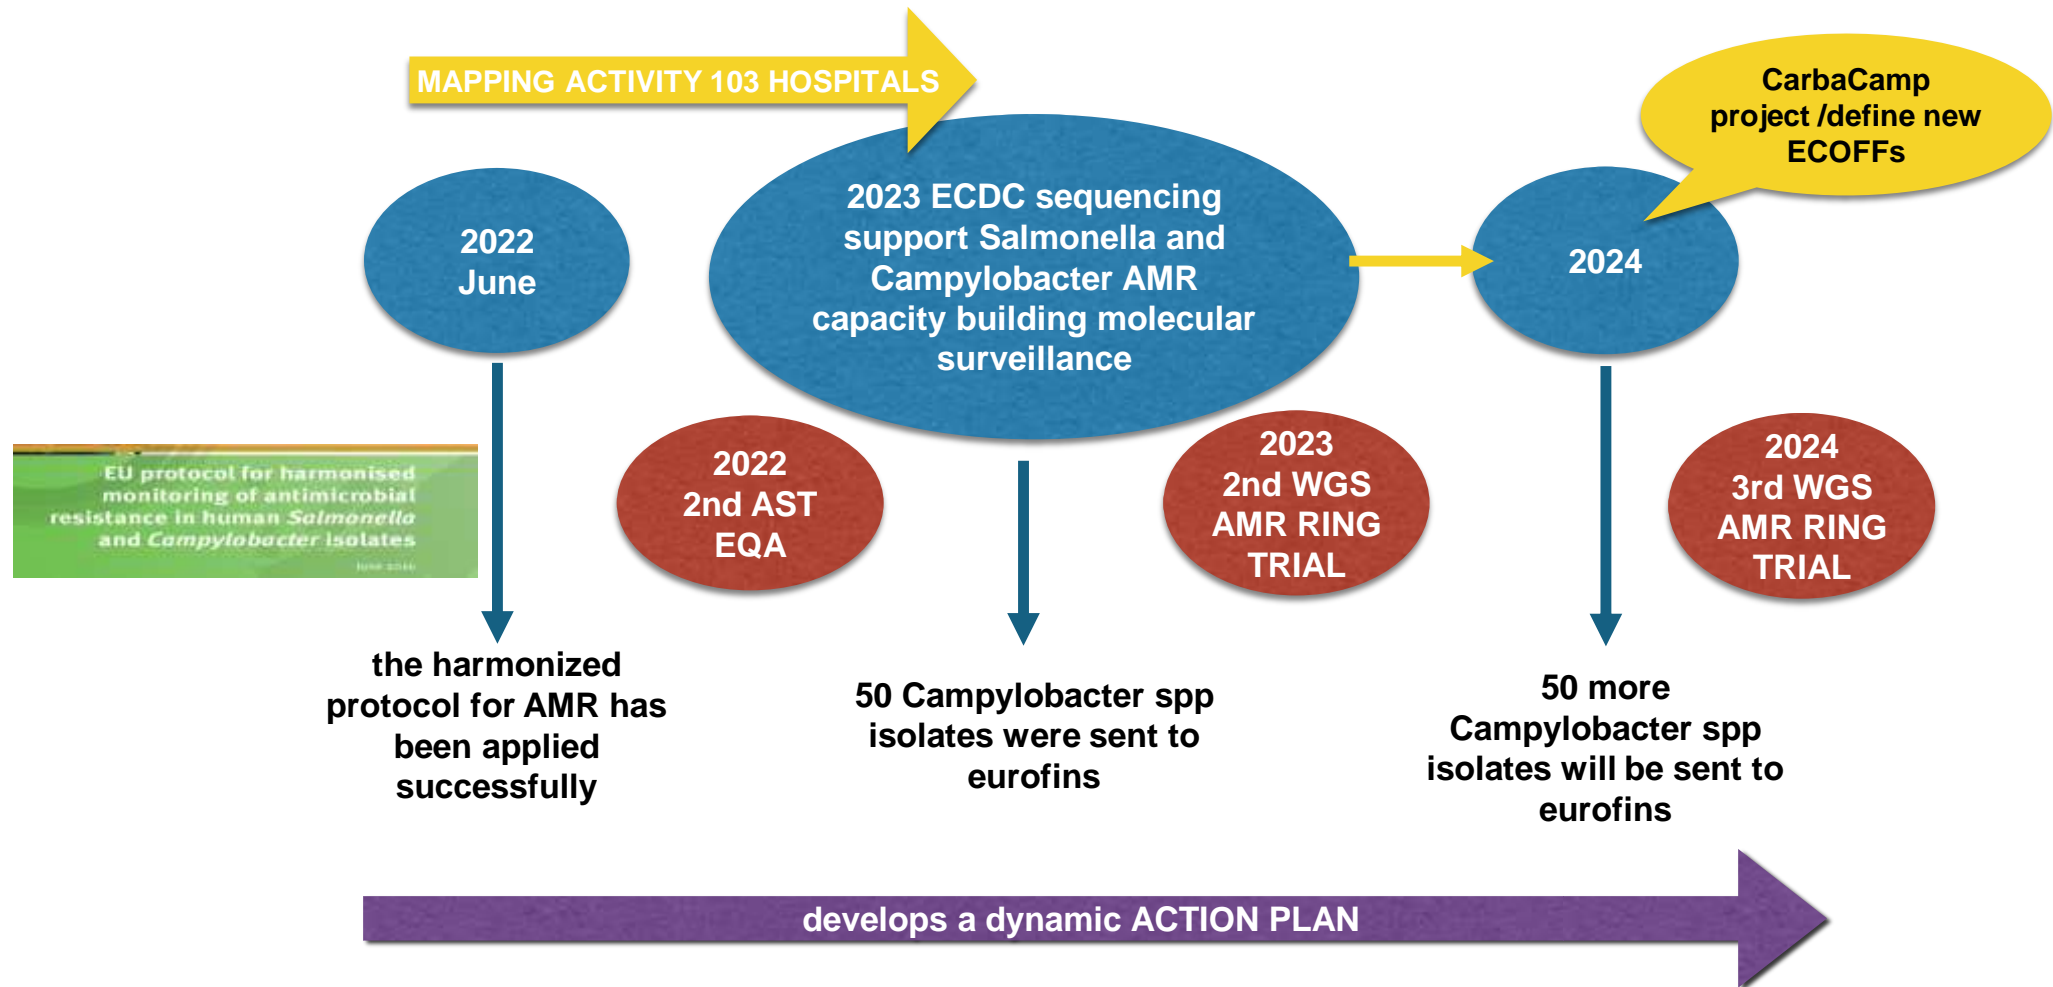 MAPPING ACTIVITY 103 HOSPITALS
CarbaCamp
project /define new
ECOFFs
2022
June
2023 ECDC sequencing
support Salmonella and
Campylobacter AMR
capacity building molecular
surveillance
2024
EU protocol for harmonised
monitoring of antimicrobial
resistance in human Salmonella
and Campylobacter isolates
2022
2nd AST
EQA
2023
2nd WGS
AMR RING
TRIAL
2024
3rd WGS
AMR RING
TRIAL
the harmonized
protocol for AMR has
been applied
successfully
50 Campylobacter spp
isolates were sent to
eurofins
50 more
Campylobacter spp
isolates will be sent to
eurofins
develops a dynamic ACTION PLAN